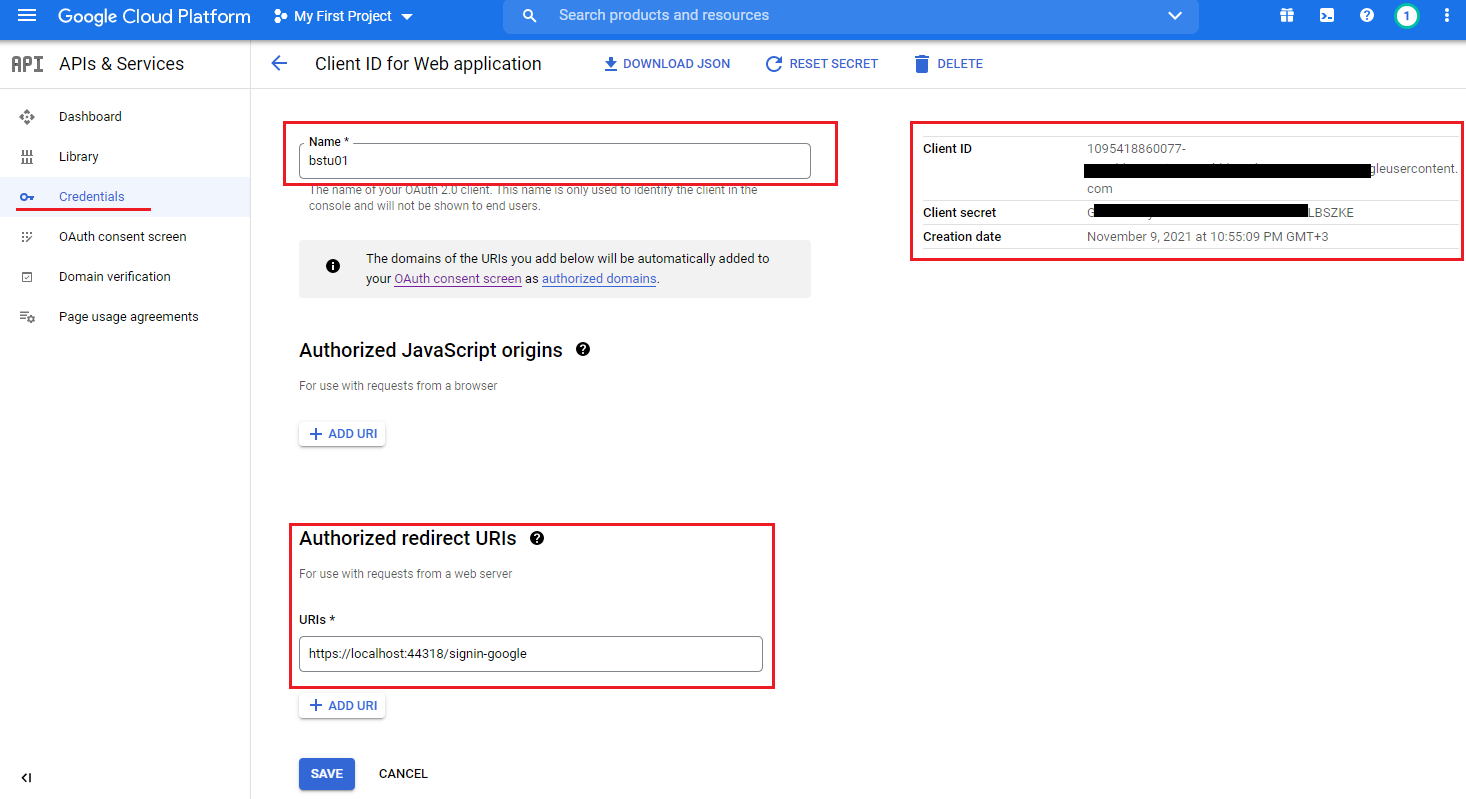 Google Cloud Platform My First Project Search products and resources 1
API APIs & Services
Client ID for Web application DOWNLOAD JSON RESET SECRET DELETE
Dashboard
Library
Credentials
OAuth consent screen
Domain verification
Page usage agreements
Name *
bstu01
The name of your OAuth 2.0 client. This name is only used to identify the client in the
console and will not be shown to end users.
The domains of the URIs you add below will be automatically added to
your OAuth consent screen as authorized domains.
Authorized JavaScript origins
For use with requests from a browser
ADD URI
Authorized redirect URIs
For use with requests from a web server
URIs *
https://localhost:44318/signin-google
ADD URI
SAVE CANCEL
Client ID 1095418860077-
gleusercontent.
com
Client secret G LBSZKE
Creation date November 9, 2021 at 10:55:09 PM GMT+3